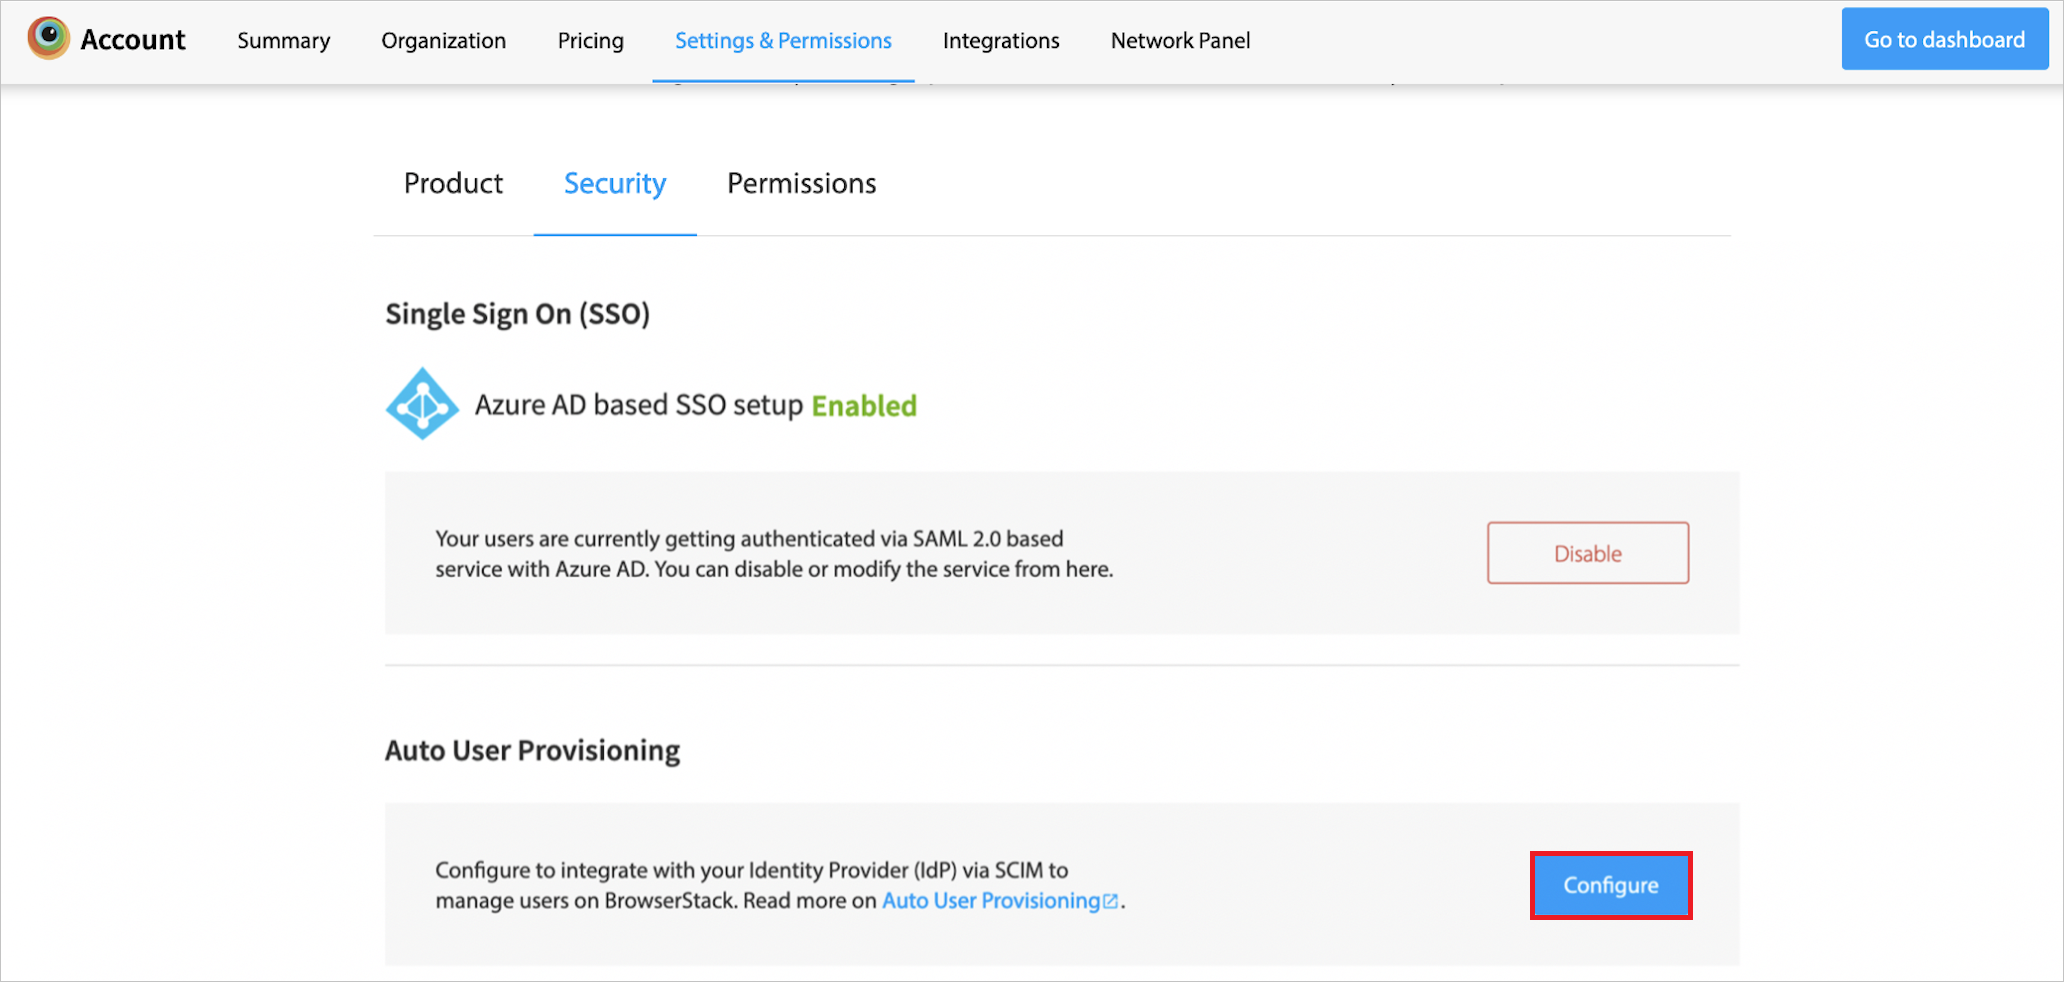 Account
Summary
Organization
Pricing
Settings & Permissions
Integrations
Network Panel
Go to dashboard
Product
Security
Permissions
Single Sign On (SSO)
Azure AD based SSO setup Enabled
Your users are currently getting authenticated via SAML 2.0 based
service with Azure AD. You can disable or modify the service from here.
Disable
Auto User Provisioning
Configure to integrate with your Identity Provider (IdP) via SCIM to
manage users on BrowserStack. Read more on Auto User Provisioning.
Configure